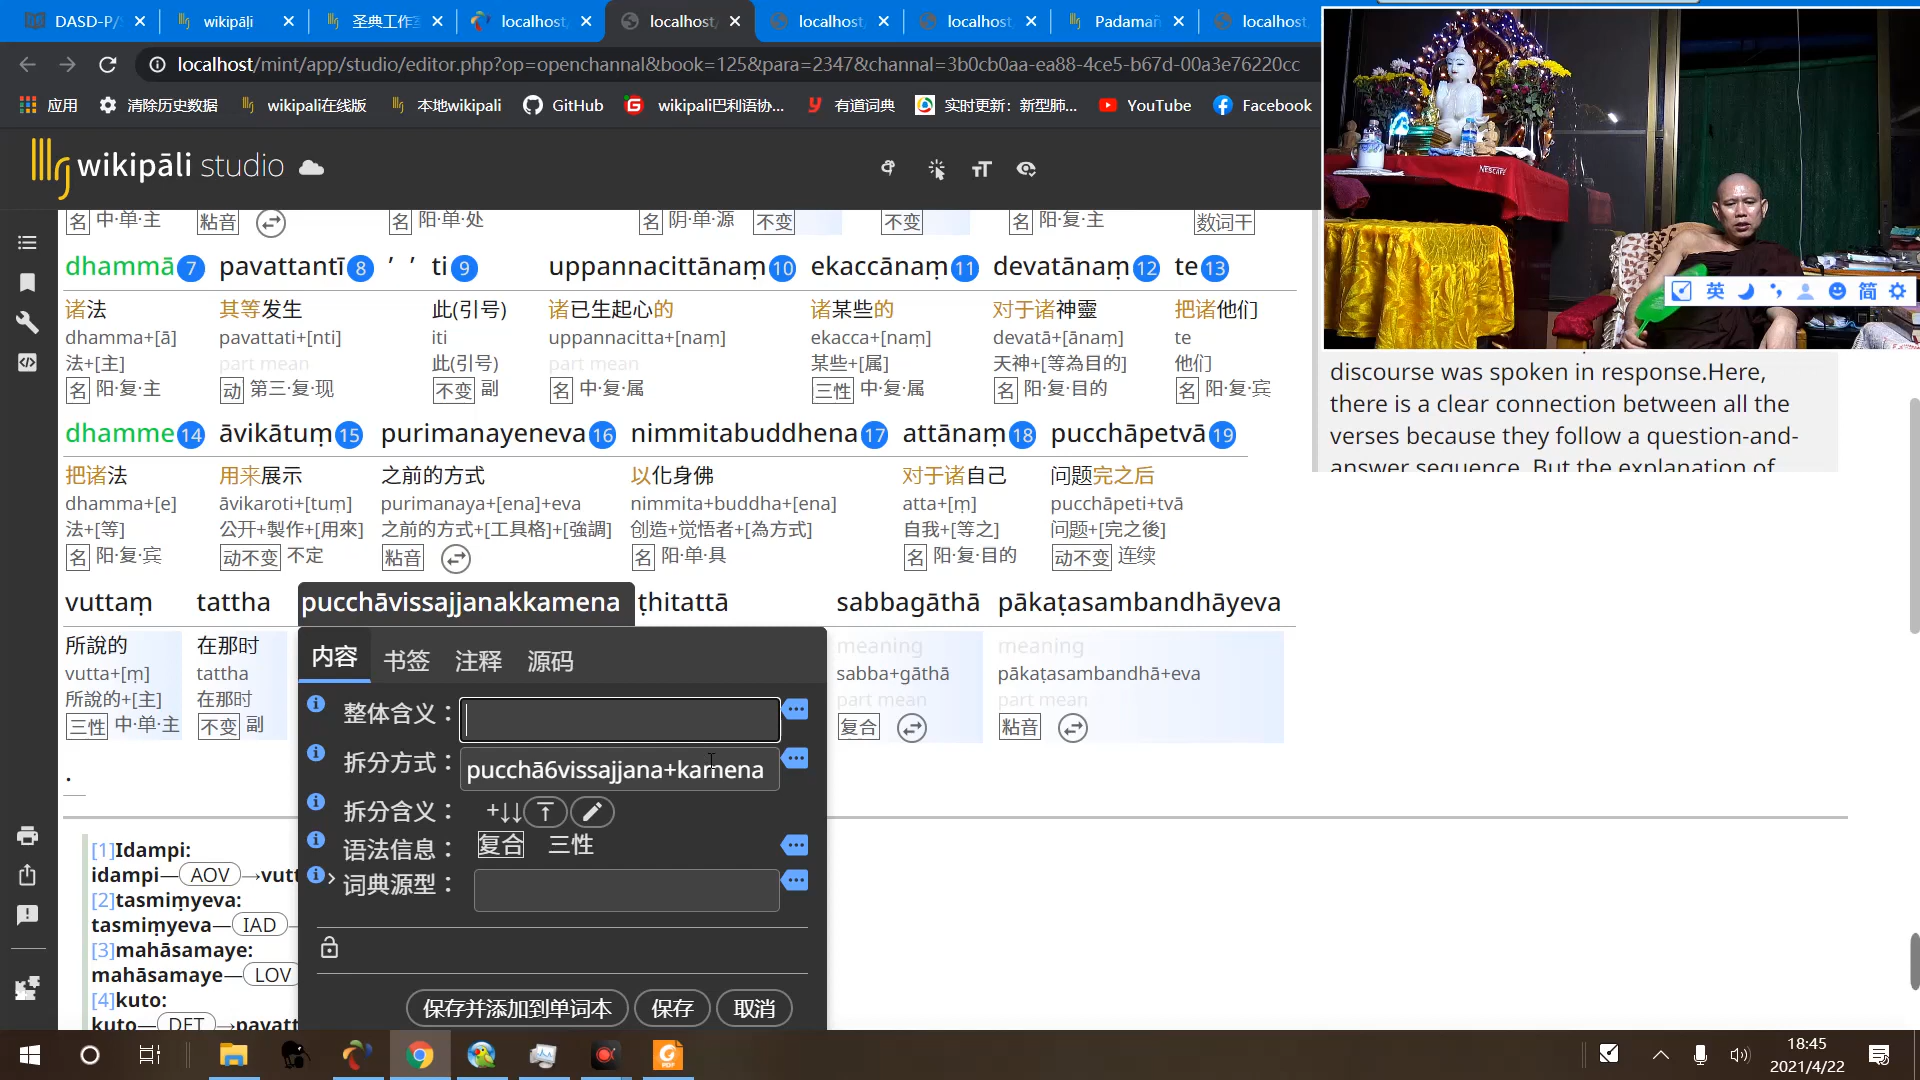 DASD-P/S
wikipāḷi
圣典工作室
localhost/
localhost/
localhost/
localhost/
Padamañ
localhost
localhost/mint/app/studio/editor.php?op=openchannal&book=125&para=2347&channal=3b0cb0aa-ea88-4ce5-b67d-00a3e76220cc
应用
清除历史数据
wikipali在线版
本地wikipali
GitHub
wikipali巴利语协...
有道词典
实时更新：新型肺...
YouTube
Facebook
wikipāli studio
名 中·单·主
粘音
名 阳·单·处
名 阴·单·源
不变
不变
名 阳·复·主
数词干
dhammā 7 pavattantī 8 ’ ’ ti 9 uppannacittānaṃ 10 ekaccānaṃ 11 devatānaṃ 12 te 13
诸法 其等发生 此(引号) 诸已生起心的 诸某些的 对于诸神靈 把诸他们
dhamma+[ā] pavattati+[nti] iti uppannacitta+[naṃ] ekacca+[naṃ] devatā+[ānaṃ] te
法+[主] part mean 此(引号) part mean 某些+[属] 天神+[等為目的] 他们
名 阳·复·主 动 第三·复·现 不变 副 名 中·复·属 三性 中·复·属 名 阳·复·目的 名 阳·复·宾
dhamme 14 āvikātuṃ 15 purimanayeneva 16 nimmitabuddhena 17 attānaṃ 18 pucchāpetvā 19
把诸法 用来展示 之前的方式 以化身佛 对于诸自己 问题完之后
dhamma+[e] āvikaroti+[tuṃ] purimanaya+[ena]+eva nimmita+buddha+[ena] atta+[ṃ] pucchāpeti+tvā
法+[等] 公开+製作+[用來] 之前的方式+[工具格]+[強調] 创造+觉悟者+[為方式] 自我+[等之] 问题+[完之後]
名 阳·复·宾 动不变 不定 粘音 名 阳·单·具 名 阳·复·目的 动不变 连续
vuttaṃ tattha pucchāvissajjanakkamena ṭhitattā sabbagāthā pākaṭasambandhāyeva
所說的 在那时 meaning meaning
vutta+[ṃ] tattha sabba+gāthā pākaṭasambandhā+eva
所說的+[主] 在那时 part mean part mean
三性 中·单·主 不变 副 复合 粘音
.
内容 书签 注释 源码
整体含义：
拆分方式： pucchā6vissajjana+kamena
拆分含义： +↓↓
语法信息： 复合 三性
词典源型：
保存并添加到单词本 保存 取消
[1]Idampi:
idampi—AOV→vutt
[2]tasmiṃyeva:
tasmiṃyeva—IAD
[3]mahāsamaye:
mahāsamaye—LOV
[4]kuto:
kuto—DET→pavatt
NESCAFÉ
英 简
discourse was spoken in response.Here,
there is a clear connection between all the
verses because they follow a question-and-
answer sequence. But the explanation of
18:45
2021/4/22